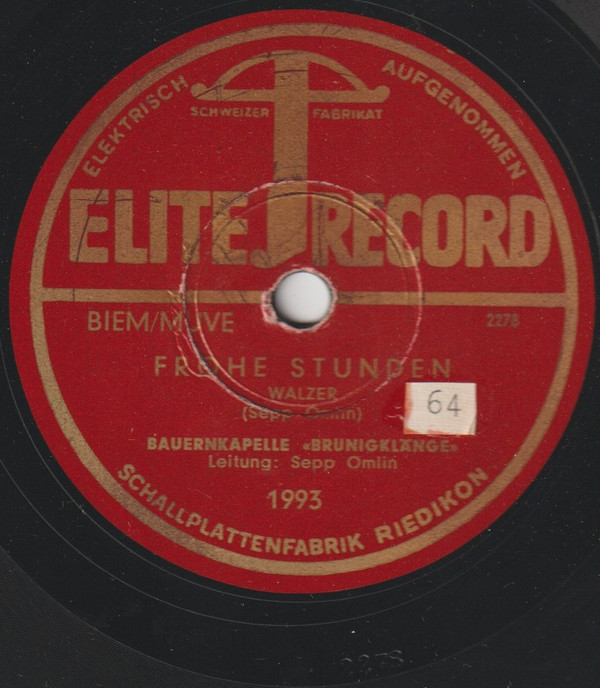 ELEKTRISCH AUFGENOMMEN
SCHWEIZER FABRIKAT
ELITE RECORD
BIEM/MUVE 2278
FROHE STUNDEN
WALZER
(Sepp Omlin)
64
BAUERNKAPELLE «BRUNIGKLÄNGE»
Leitung: Sepp Omlin
1993
SCHALLPLATTENFABRIK RIEDIKON
2278